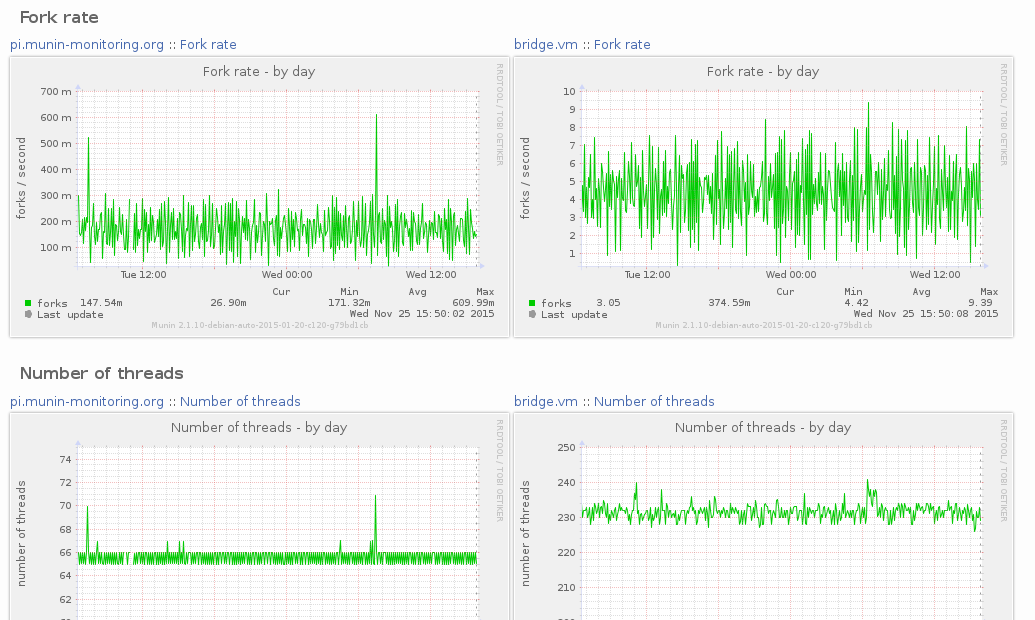 Fork rate
pi.munin-monitoring.org :: Fork rate
Fork rate - by day
RRDTOOL / TOBI OETIKER
forks / second
700 m
600 m
500 m
400 m
300 m
200 m
100 m
Tue 12:00 Wed 00:00 Wed 12:00
Cur Min Avg Max
forks 147.54m 26.90m 171.32m 609.99m
Last update Wed Nov 25 15:50:02 2015
Munin 2.1.10-debian-auto-2015-01-20-c120-g79bd1cb
bridge.vm :: Fork rate
Fork rate - by day
RRDTOOL / TOBI OETIKER
forks / second
10
9
8
7
6
5
4
3
2
1
Tue 12:00 Wed 00:00 Wed 12:00
Cur Min Avg Max
forks 3.05 374.59m 4.42 9.39
Last update Wed Nov 25 15:50:08 2015
Munin 2.1.10-debian-auto-2015-01-20-c120-g79bd1cb
Number of threads
pi.munin-monitoring.org :: Number of threads
Number of threads - by day
RRDTOOL / TOBI OETIKER
number of threads
74
72
70
68
66
64
62
bridge.vm :: Number of threads
Number of threads - by day
RRDTOOL / TOBI OETIKER
number of threads
250
240
230
220
210